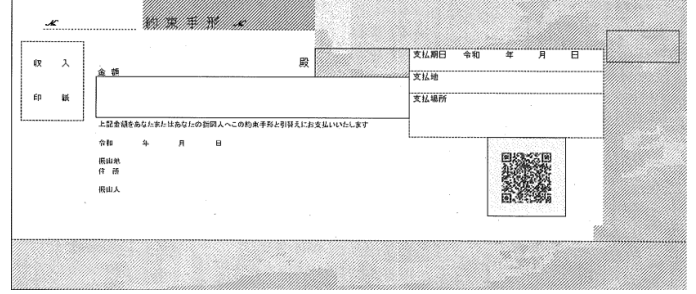 No 約束手形 No
収入
印紙
殿
金額
支払期日 令和 年 月 日
支払地
支払場所
上記金額をあなたまたはあなたの指図人へこの約束手形と引替えにお支払いいたします
令和 年 月 日
振出地
住所
振出人